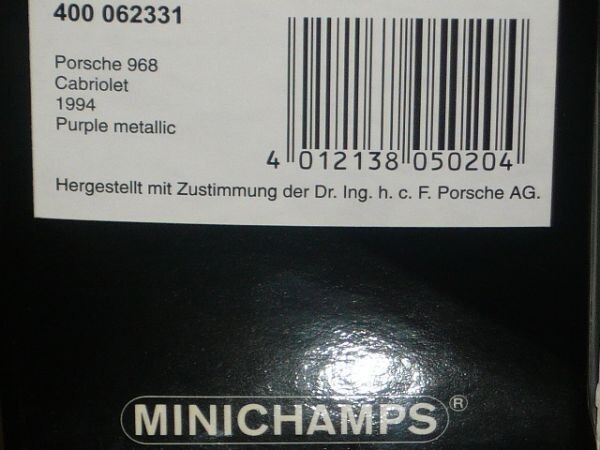 400 062331
Porsche 968
Cabriolet
1994
Purple metallic
4 012138 050204
Hergestellt mit Zustimmung der Dr. Ing. h. c. F. Porsche AG.
MINICHAMPS®